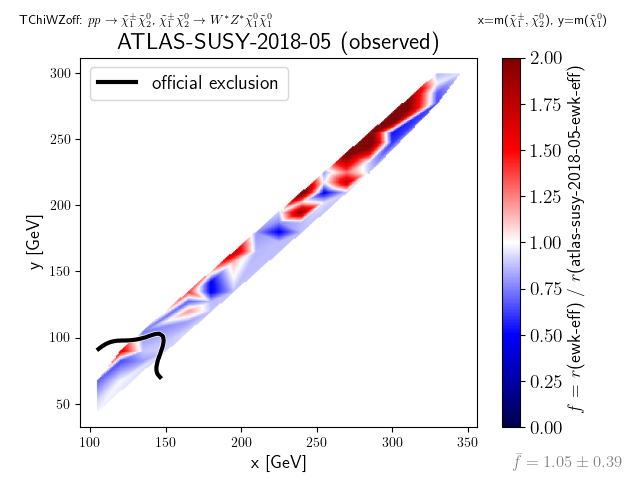 TChiWZoff: $pp \to \tilde{\chi}_1^{\pm} \tilde{\chi}_2^0, \tilde{\chi}_1^{\pm} \tilde{\chi}_2^0 \to W^* Z^* \tilde{\chi}_1^0 \tilde{\chi}_1^0$
x=m($\tilde{\chi}_1^{\pm}, \tilde{\chi}_2^0$), y=m($\tilde{\chi}_1^0$)
ATLAS-SUSY-2018-05 (observed)
official exclusion
y [GeV]
300
250
200
150
100
50
100 150 200 250 300 350
x [GeV]
2.00
1.75
1.50
1.25
1.00
0.75
0.50
0.25
0.00
f = r(ewk-eff) / r(atlas-susy-2018-05-ewk-eff)
$\bar{f}$ = 1.05 ± 0.39